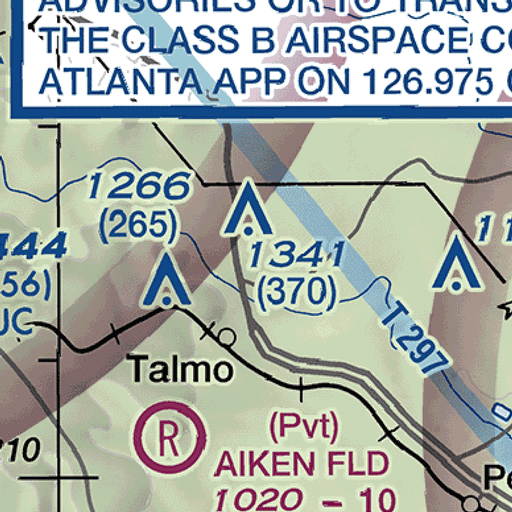 ADVISORIES OR TO TRANS
THE CLASS B AIRSPACE CO
ATLANTA APP ON 126.975
1266
(265)
1341
(370)
11
444
56)
UC
T 297
Talmo
R
(Pvt)
AIKEN FLD
1020 - 10
210
Pe